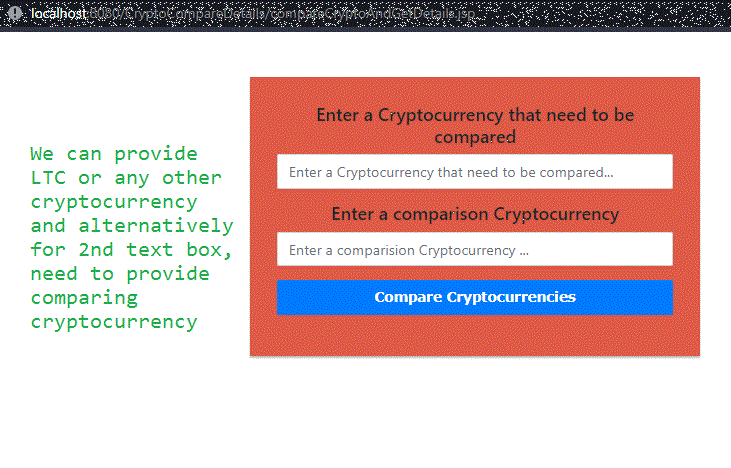 localhost:8080/CryptoCompareDetails/compareCryptoAndGetDetails.jsp
We can provide
LTC or any other
cryptocurrency
and alternatively
for 2nd text box,
need to provide
comparing
cryptocurrency
Enter a Cryptocurrency that need to be
compared
Enter a Cryptocurrency that need to be compared...
Enter a comparison Cryptocurrency
Enter a comparision Cryptocurrency ...
Compare Cryptocurrencies